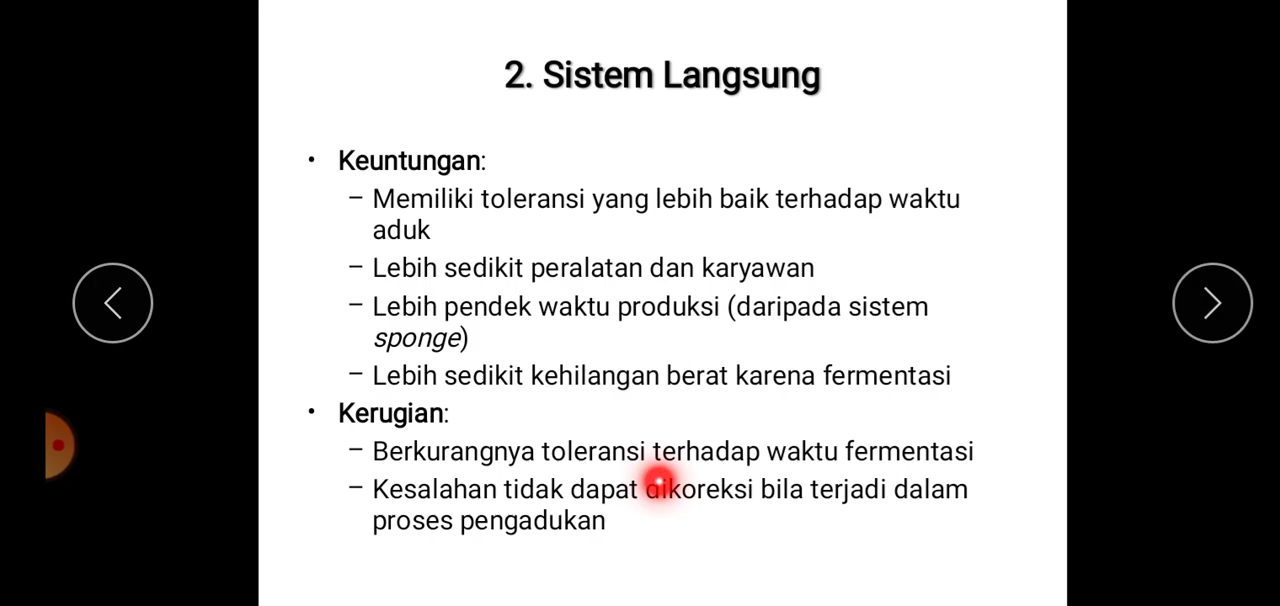 2. Sistem Langsung
• Keuntungan:
– Memiliki toleransi yang lebih baik terhadap waktu
aduk
– Lebih sedikit peralatan dan karyawan
– Lebih pendek waktu produksi (daripada sistem
sponge)
– Lebih sedikit kehilangan berat karena fermentasi
• Kerugian:
– Berkurangnya toleransi terhadap waktu fermentasi
– Kesalahan tidak dapat dikoreksi bila terjadi dalam
proses pengadukan